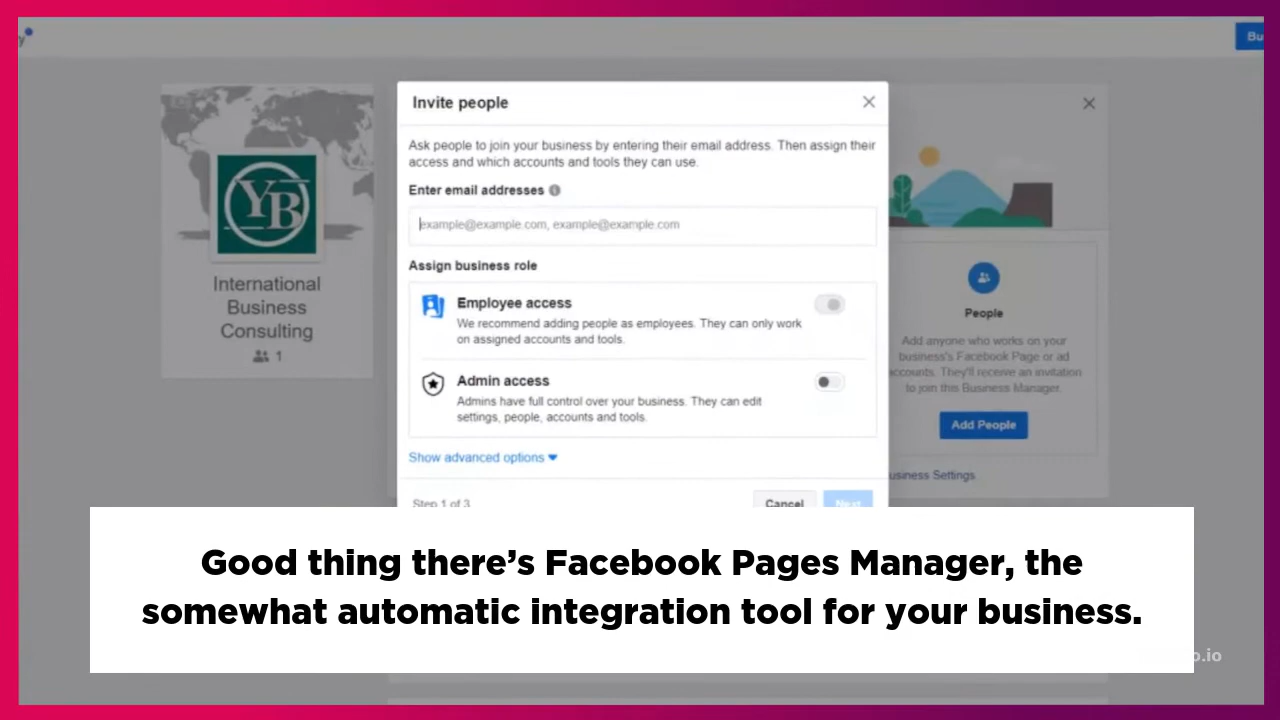 Bu
Invite people
Ask people to join your business by entering their email address. Then assign their
access and which accounts and tools they can use.
Enter email addresses
example@example.com, example@example.com
Assign business role
Employee access
We recommend adding people as employees. They can only work
on assigned accounts and tools.
Admin access
Admins have full control over your business. They can edit
settings, people, accounts and tools.
Show advanced options
Step 1 of 3
Cancel
Next
YB
International
Business
Consulting
1
People
Add anyone who works on your
business's Facebook Page or ad
accounts. They'll receive an invitation
to join this Business Manager.
Add People
usiness Settings
Good thing there’s Facebook Pages Manager, the
somewhat automatic integration tool for your business.
o.io